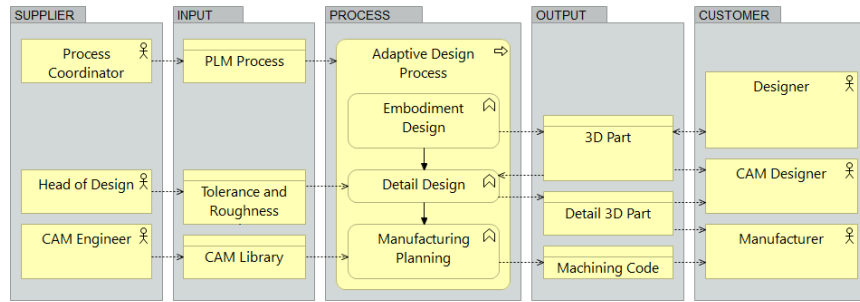 SUPPLIER
Process
Coordinator
Head of Design
CAM Engineer
INPUT
PLM Process
Tolerance and
Roughness
CAM Library
PROCESS
Adaptive Design
Process
Embodiment
Design
Detail Design
Manufacturing
Planning
OUTPUT
3D Part
Detail 3D Part
Machining Code
CUSTOMER
Designer
CAM Designer
Manufacturer